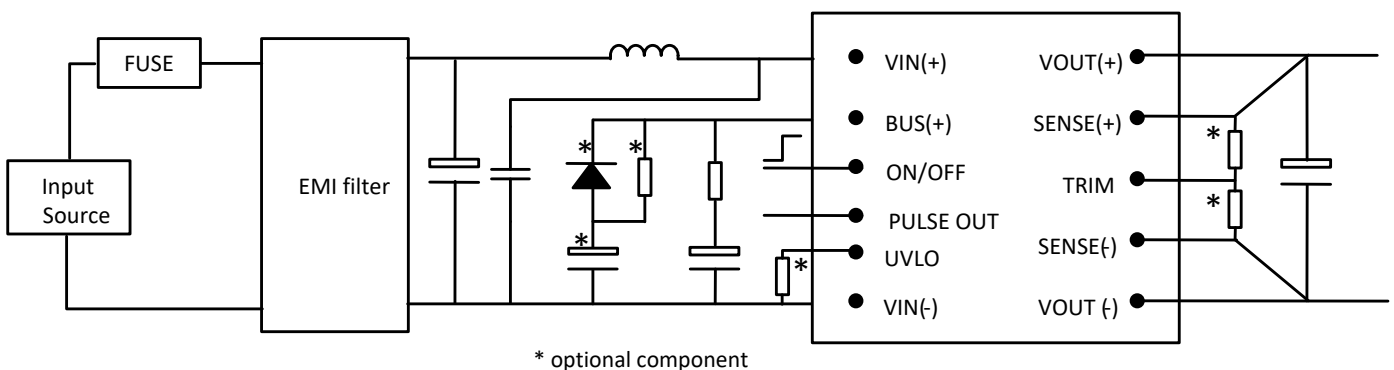 FUSE
Input
Source
EMI filter
*
*
*
*
VIN(+)
BUS(+)
ON/OFF
PULSE OUT
UVLO
VIN(-)
VOUT(+)
SENSE(+)
TRIM
SENSE(-)
VOUT (-)
*
*
* optional component